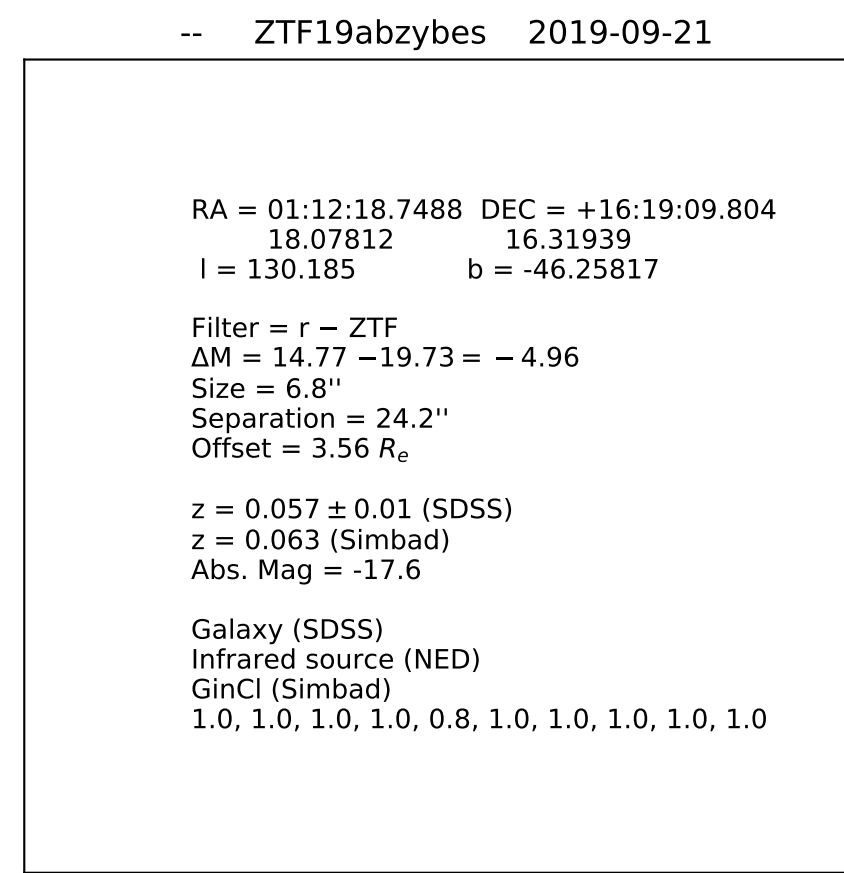 -- ZTF19abzybes 2019-09-21
RA = 01:12:18.7488 DEC = +16:19:09.804
18.07812 16.31939
l = 130.185 b = -46.25817
Filter = r − ZTF
ΔM = 14.77 −19.73 = − 4.96
Size = 6.8''
Separation = 24.2''
Offset = 3.56 Rₑ
z = 0.057 ± 0.01 (SDSS)
z = 0.063 (Simbad)
Abs. Mag = -17.6
Galaxy (SDSS)
Infrared source (NED)
GinCl (Simbad)
1.0, 1.0, 1.0, 1.0, 0.8, 1.0, 1.0, 1.0, 1.0, 1.0